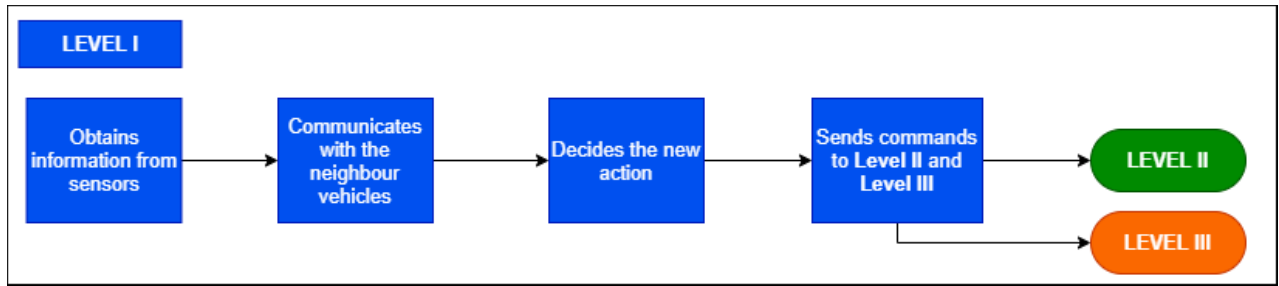 LEVEL I
Obtains
information from
sensors
Communicates
with the
neighbour
vehicles
Decides the new
action
Sends commands
to Level II and
Level III
LEVEL II
LEVEL III